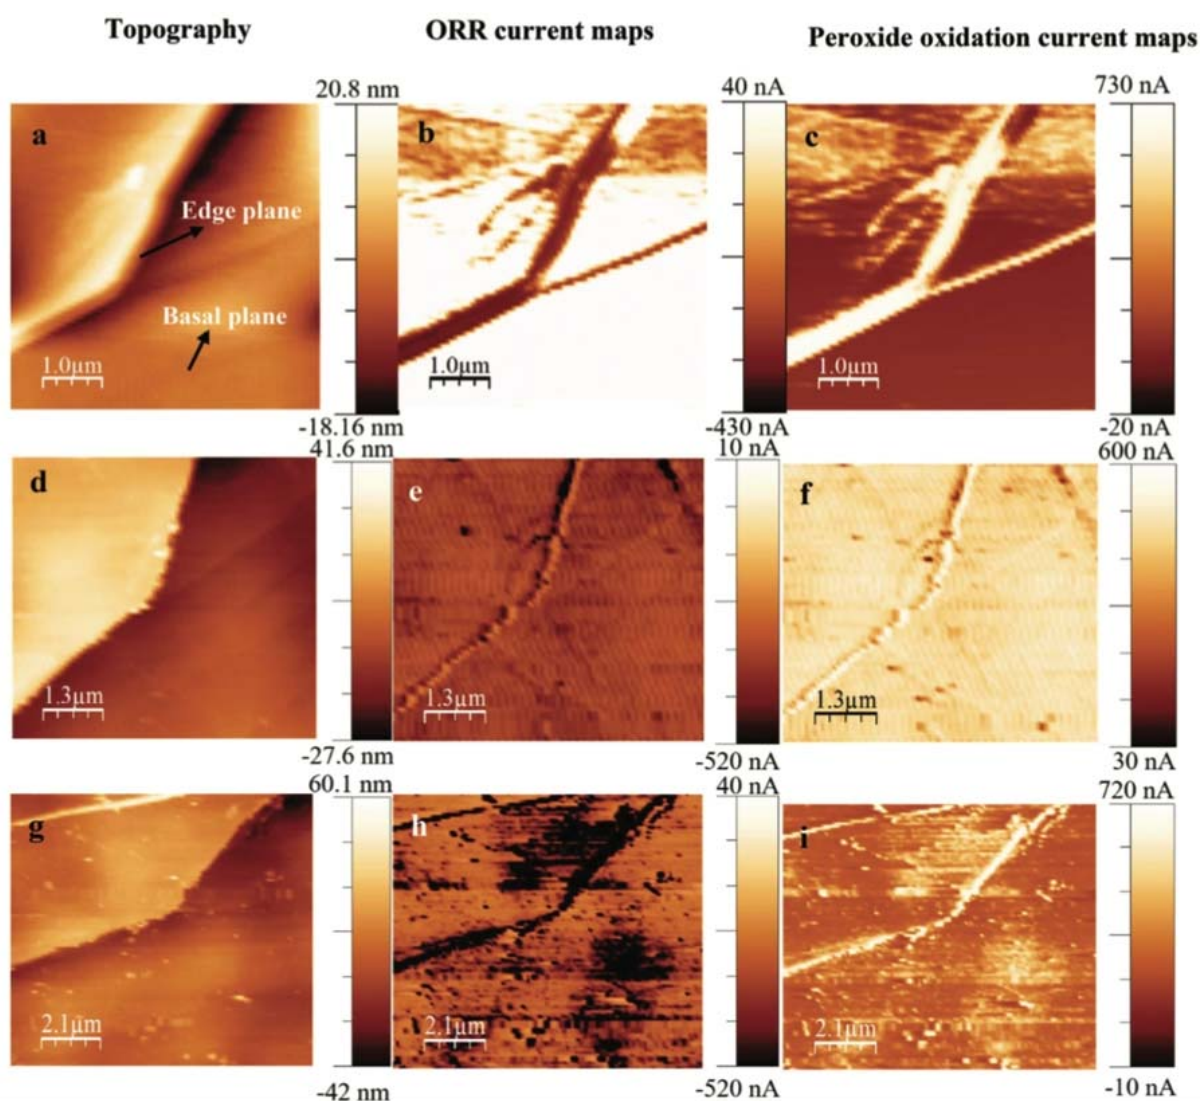 Topography
ORR current maps
Peroxide oxidation current maps
20.8 nm
40 nA
730 nA
a
b
c
Edge plane
Basal plane
1.0µm
1.0µm
1.0µm
-18.16 nm
-430 nA
-20 nA
41.6 nm
10 nA
600 nA
d
e
f
1.3µm
1.3µm
1.3µm
-27.6 nm
-520 nA
30 nA
60.1 nm
40 nA
720 nA
g
h
i
2.1µm
2.1µm
2.1µm
-42 nm
-520 nA
-10 nA